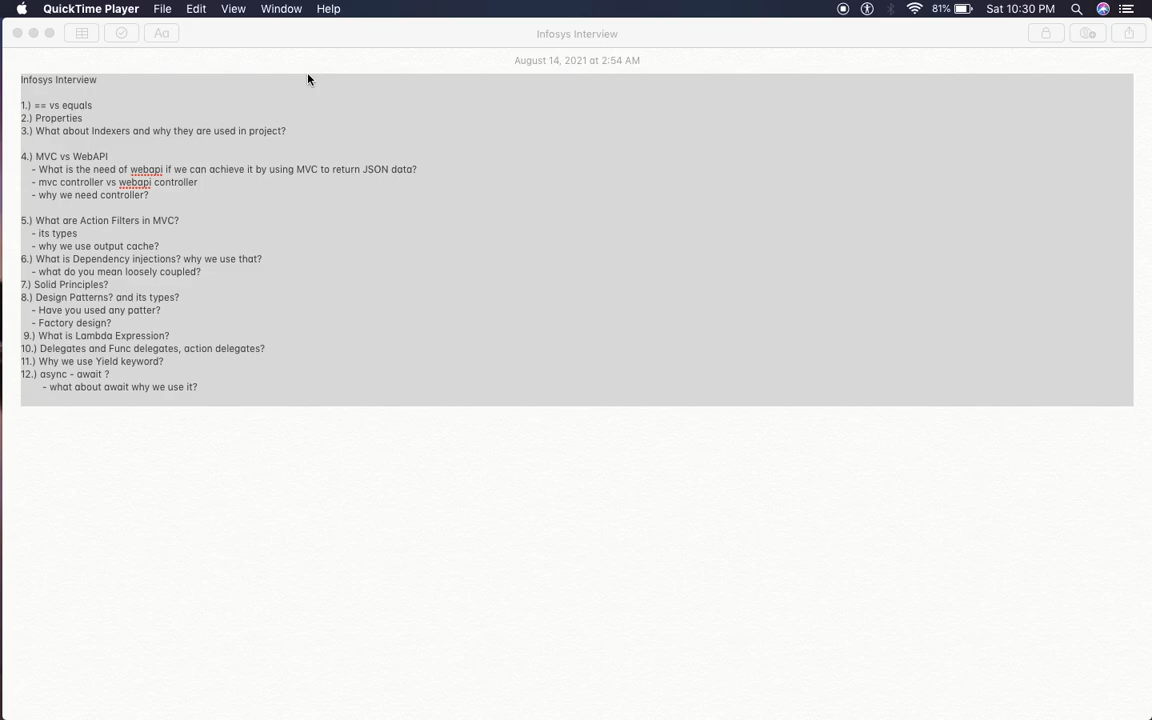 QuickTime Player File Edit View Window Help 81% Sat 10:30 PM
Aa Infosys Interview
August 14, 2021 at 2:54 AM
Infosys Interview
1.) == vs equals
2.) Properties
3.) What about Indexers and why they are used in project?
4.) MVC vs WebAPI
- What is the need of webapi if we can achieve it by using MVC to return JSON data?
- mvc controller vs webapi controller
- why we need controller?
5.) What are Action Filters in MVC?
- its types
- why we use output cache?
6.) What is Dependency injections? why we use that?
- what do you mean loosely coupled?
7.) Solid Principles?
8.) Design Patterns? and its types?
- Have you used any patter?
- Factory design?
9.) What is Lambda Expression?
10.) Delegates and Func delegates, action delegates?
11.) Why we use Yield keyword?
12.) async - await ?
- what about await why we use it?